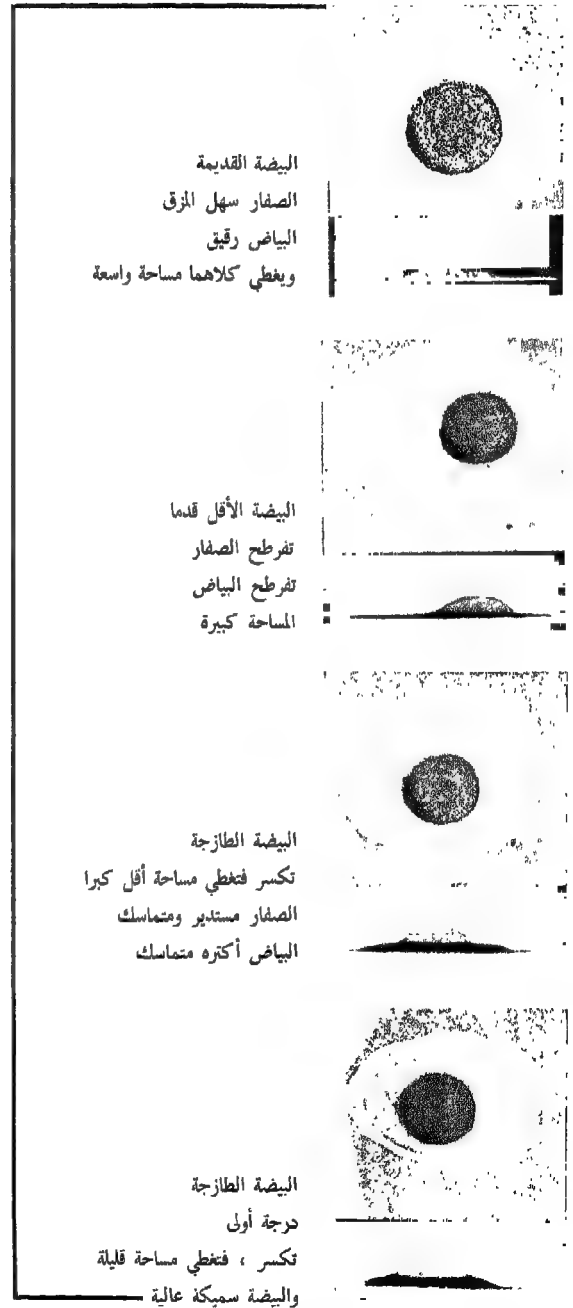 البيضة القديمة
الصفار سهل المزق
البياض رقيق
ويغطي كلاهما مساحة واسعة
البيضة الأقل قدما
تفرطح الصفار
تفرطح البياض
المساحة كبيرة
البيضة الطازجة
تكسر فتغطي مساحة أقل كبرا
الصفار مستدير ومتماسك
البياض أكثره متماسك
البيضة الطازجة
درجة أولى
تكسر ، فتغطي مساحة قليلة
والبيضة سميكة عالية